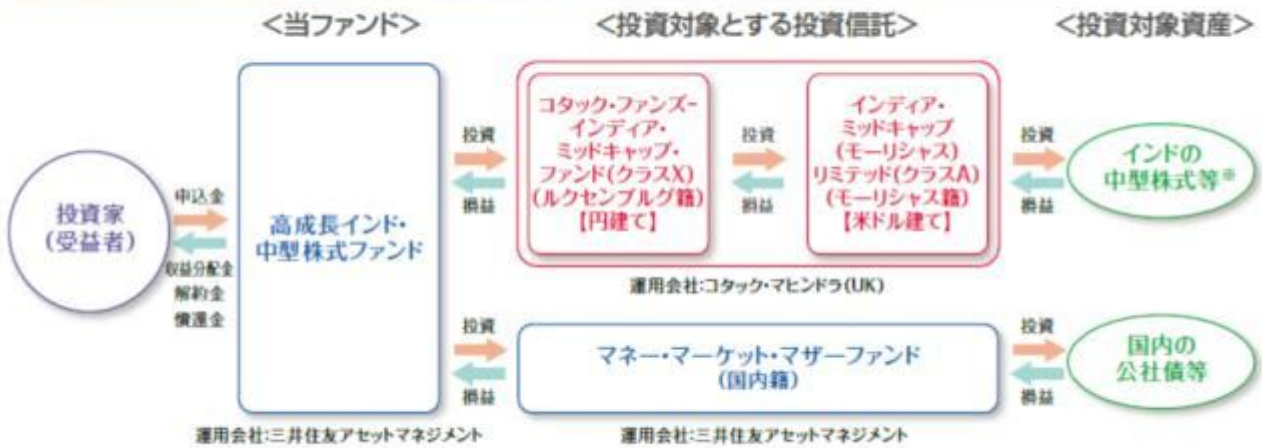 <当ファンド>
<投資対象とする投資信託>
<投資対象資産>
投資家
(受益者)
申込金
収益分配金
解約金
償還金
高成長インド・
中型株式ファンド
投資
損益
コタック・ファンズ-
インディア・
ミッドキャップ・
ファンド(クラスX)
(ルクセンブルグ籍)
【円建て】
投資
損益
インディア・
ミッドキャップ
(モーリシャス)
リミテッド(クラスA)
(モーリシャス籍)
【米ドル建て】
投資
損益
インドの
中型株式等※
運用会社:コタック・マヒンドラ(UK)
投資
損益
マネー・マーケット・マザーファンド
(国内籍)
投資
損益
国内の
公社債等
運用会社:三井住友アセットマネジメント
運用会社:三井住友アセットマネジメント